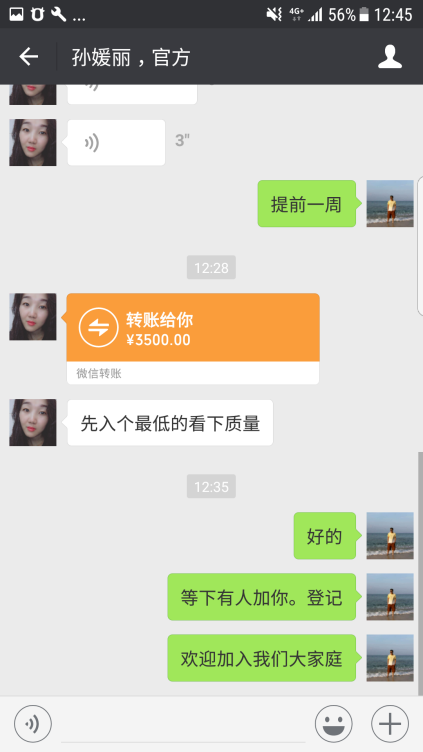 ... 4G+ 56% 12:45
孙媛丽，官方
3"
提前一周
12:28
转账给你
¥3500.00
微信转账
先入个最低的看下质量
12:35
好的
等下有人加你。登记
欢迎加入我们大家庭